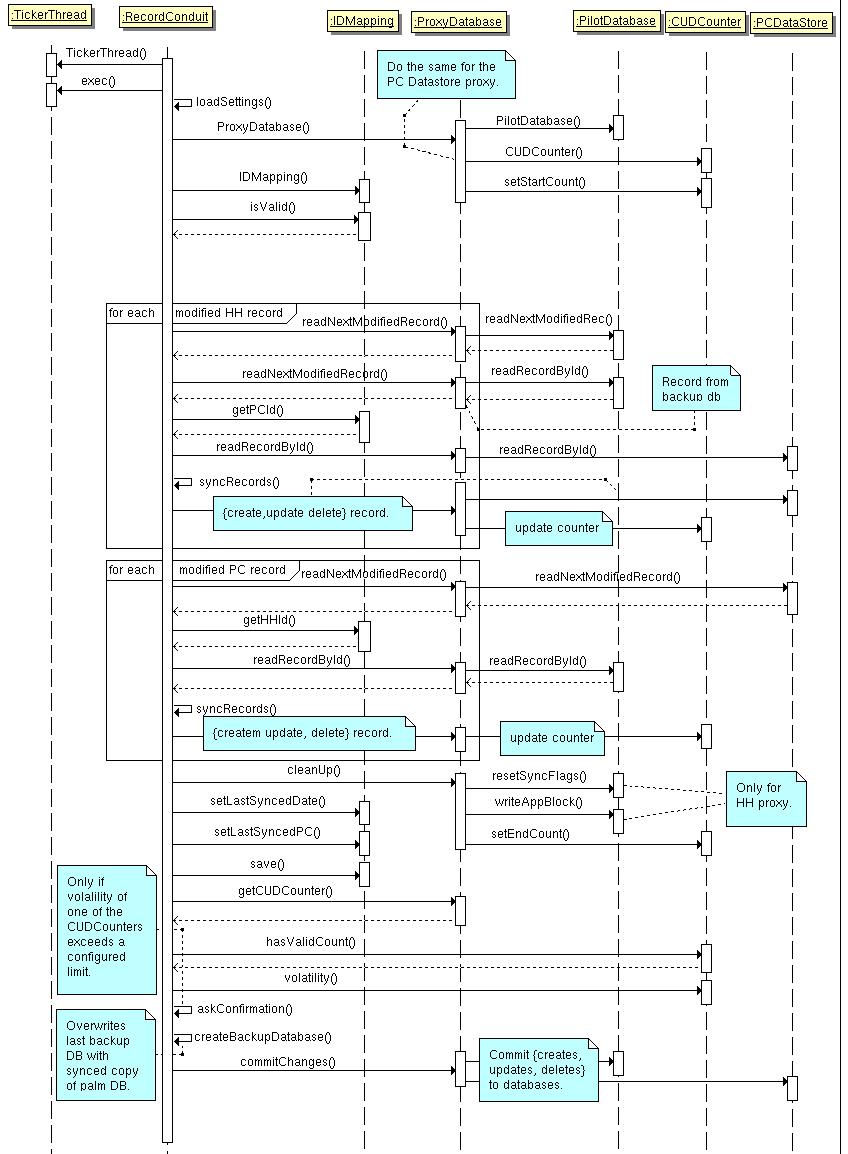 :TickerThread
:RecordConduit
:IDMapping
:ProxyDatabase
:PilotDatabase
:CUDCounter
:PCDataStore
TickerThread()
exec()
Do the same for the
PC Datastore proxy.
loadSettings()
ProxyDatabase()
PilotDatabase()
CUDCounter()
IDMapping()
setStartCount()
isValid()
for each
modified HH record
readNextModifiedRecord()
readNextModifiedRec()
readNextModifiedRecord()
readRecordById()
Record from
backup db
getPCId()
readRecordById()
readRecordById()
syncRecords()
{create,update delete} record.
update counter
for each
modified PC record
readNextModifiedRecord()
readNextModifiedRecord()
getHHId()
readRecordById()
readRecordById()
syncRecords()
{createm update, delete} record.
update counter
cleanUp()
resetSyncFlags()
Only for
HH proxy.
setLastSyncedDate()
writeAppBlock()
setLastSyncedPC()
setEndCount()
save()
Only if
volalility of
one of the
CUDCounters
exceeds a
configured
limit.
getCUDCounter()
hasValidCount()
volatility()
askConfirmation()
Overwrites
last backup
DB with
synced copy
of palm DB.
createBackupDatabase()
commitChanges()
Commit {creates,
updates, deletes}
to databases.